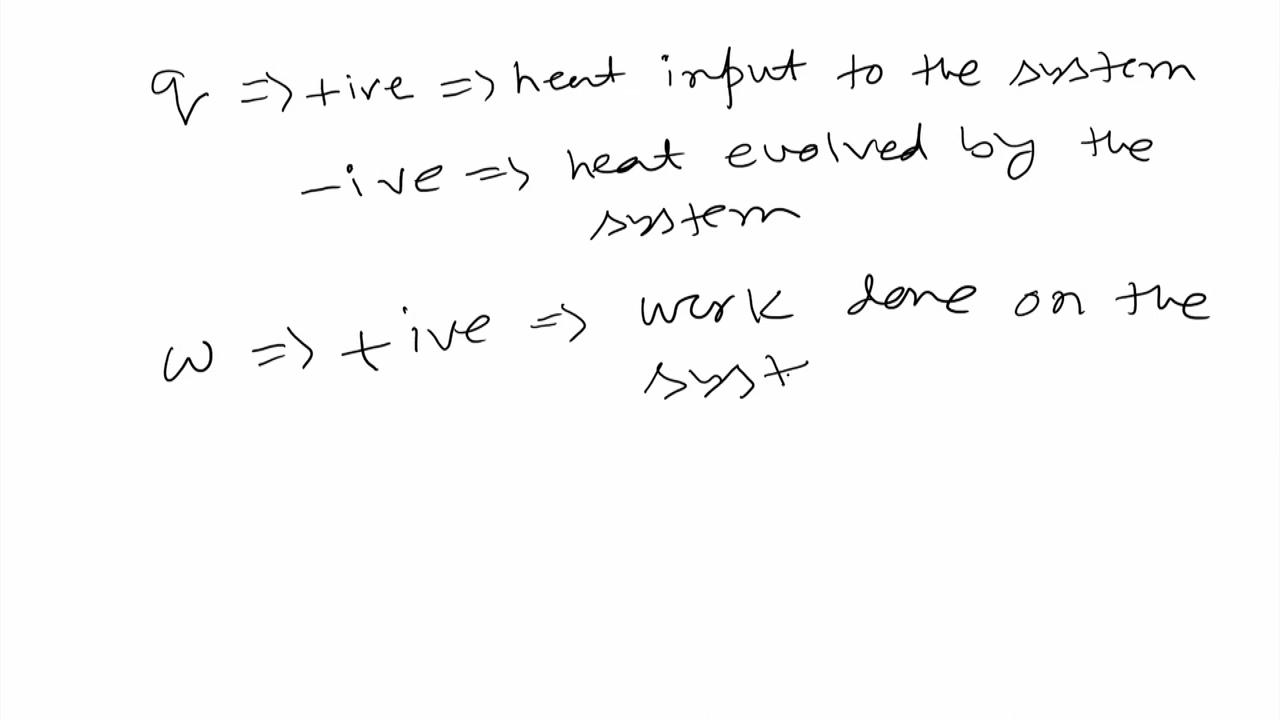 q => +ive => heat input to the system
-ive => heat evolved by the
system
w => +ive => work done on the
syst